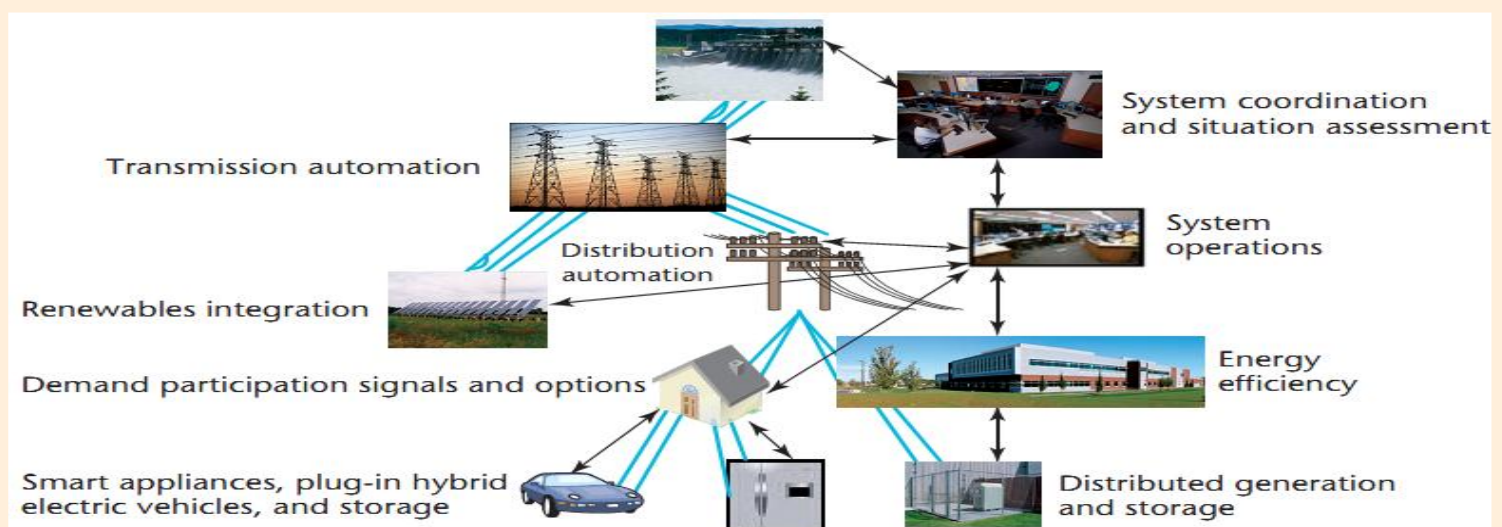 System coordination
and situation assessment
Transmission automation
System
operations
Distribution
automation
Renewables integration
Energy
efficiency
Demand participation signals and options
Smart appliances, plug-in hybrid
electric vehicles, and storage
Distributed generation
and storage